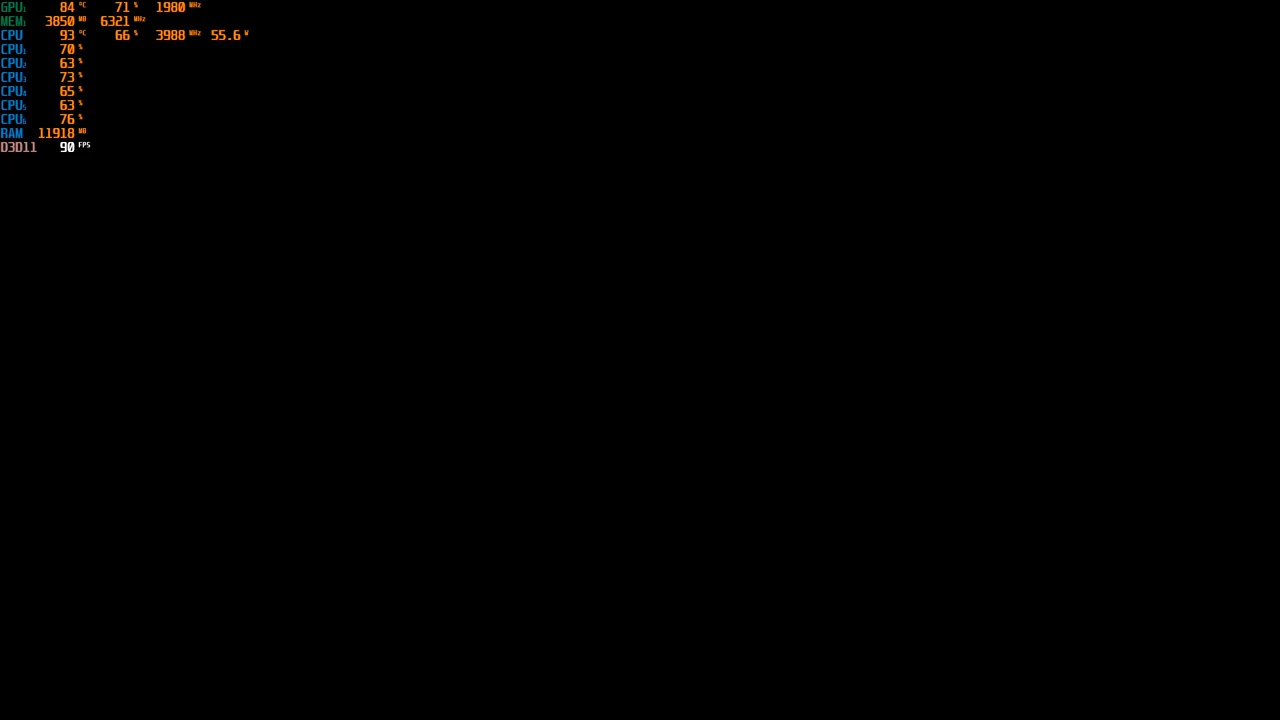 GPU1 84 °C 71 % 1980 MHz
MEM1 3850 MB 6321 MHz
CPU 93 °C 66 % 3988 MHz 55.6 W
CPU1 70 %
CPU2 63 %
CPU3 73 %
CPU4 65 %
CPU5 63 %
CPU6 76 %
RAM 11918 MB
D3D11 90 FPS